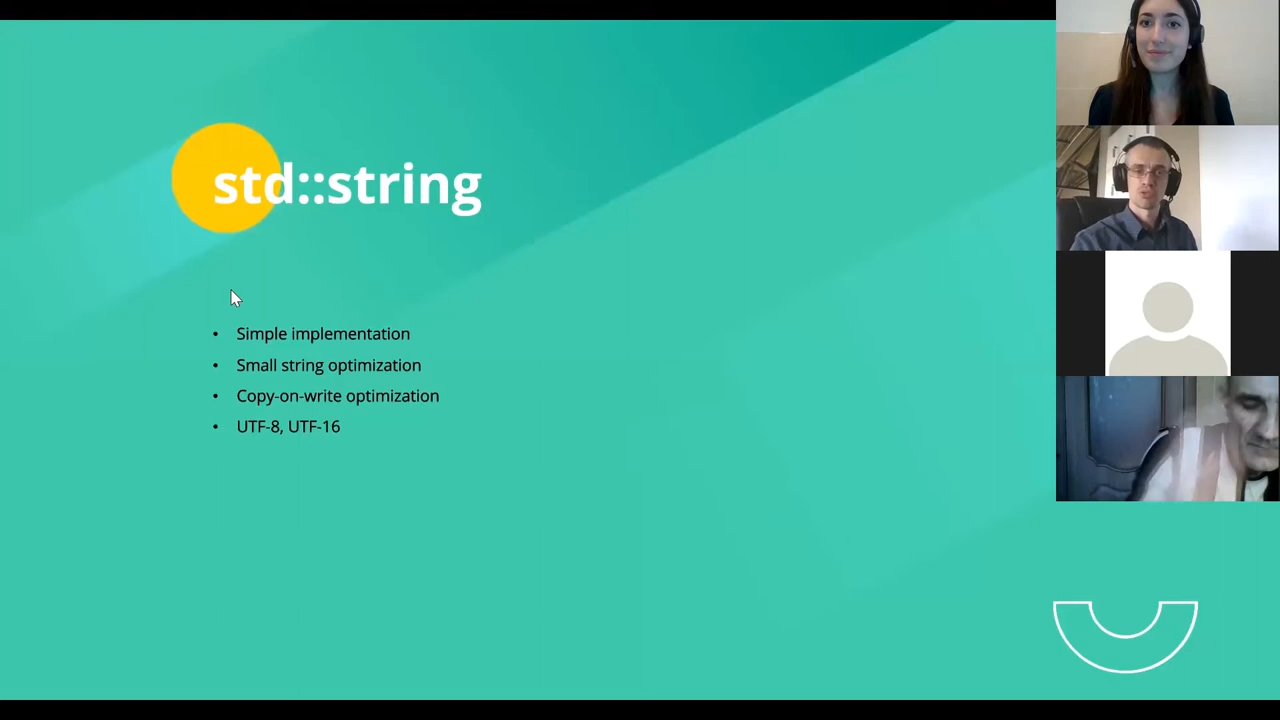 std::string
• Simple implementation
• Small string optimization
• Copy-on-write optimization
• UTF-8, UTF-16